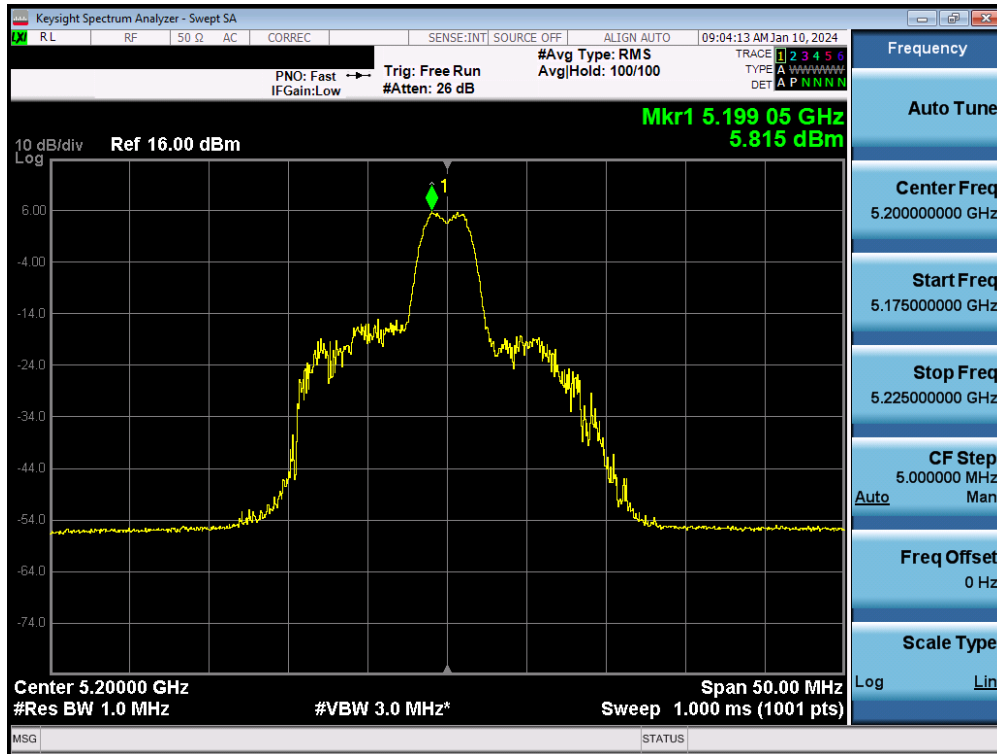 Keysight Spectrum Analyzer - Swept SA
LXI RL RF 50 Ω AC CORREC SENSE:INT SOURCE OFF ALIGN AUTO 09:04:13 AM Jan 10, 2024
PNO: Fast
IFGain:Low
Trig: Free Run
#Atten: 26 dB
#Avg Type: RMS
Avg|Hold: 100/100
TRACE 1 2 3 4 5 6
TYPE A WWWWW
DET A P N N N N
Mkr1 5.199 05 GHz
5.815 dBm
10 dB/div Ref 16.00 dBm
Log
1
6.00
-4.00
-14.0
-24.0
-34.0
-44.0
-54.0
-64.0
-74.0
Center 5.20000 GHz Span 50.00 MHz
#Res BW 1.0 MHz #VBW 3.0 MHz* Sweep 1.000 ms (1001 pts)
MSG STATUS
Frequency
Auto Tune
Center Freq
5.200000000 GHz
Start Freq
5.175000000 GHz
Stop Freq
5.225000000 GHz
CF Step
5.000000 MHz
Auto Man
Freq Offset
0 Hz
Scale Type
Log Lin